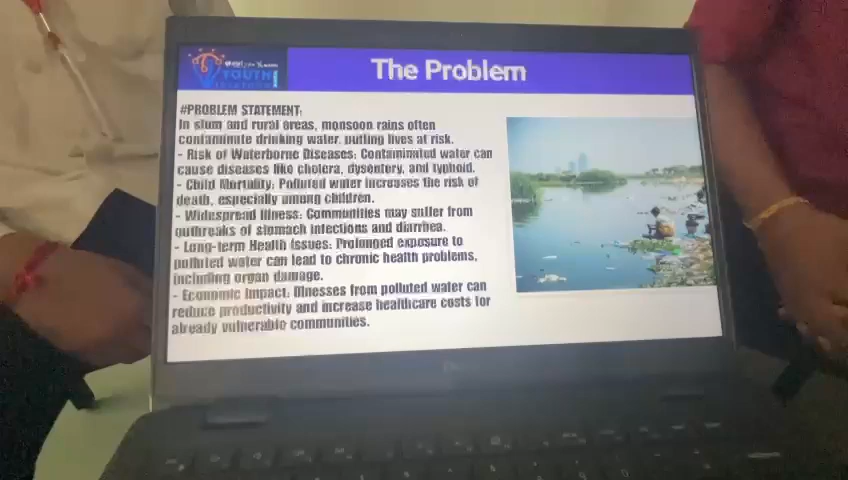 YOUTH
The Problem
#PROBLEM STATEMENT:
In slum and rural areas, monsoon rains often
contaminate drinking water, putting lives at risk.
- Risk of Waterborne Diseases: Contaminated water can
cause diseases like cholera, dysentery, and typhoid.
- Child Mortality: Polluted water increases the risk of
death, especially among children.
- Widespread Illness: Communities may suffer from
outbreaks of stomach infections and diarrhea.
- Long-term Health Issues: Prolonged exposure to
polluted water can lead to chronic health problems,
including organ damage.
- Economic Impact: Illnesses from polluted water can
reduce productivity and increase healthcare costs for
already vulnerable communities.